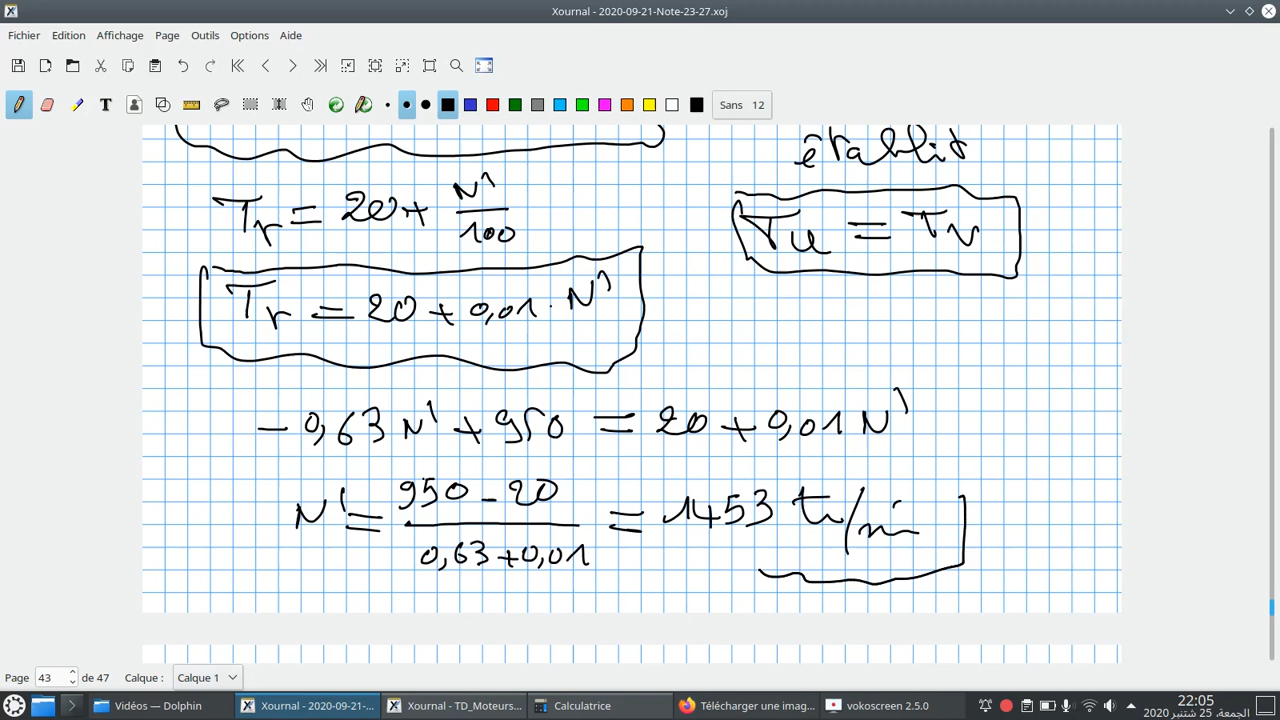 Xournal - 2020-09-21-Note-23-27.xoj
Fichier Edition Affichage Page Outils Options Aide
T Sans 12
établit
Tr = 20 + N'/100
Tu = Tr
Tr = 20 + 0,01 · N'
- 0,63 N' + 950 = 20 + 0,01 N'
N' = 950 - 20 / 0,63 + 0,01 = 1453 tr/min
Page 43 de 47 Calque : Calque 1
Vidéos — Dolphin Xournal - 2020-09-21-... Xournal - TD_Moteurs... Calculatrice Télécharger une imag... vokoscreen 2.5.0 22:05
الجمعة, 25 شتنبر 2020